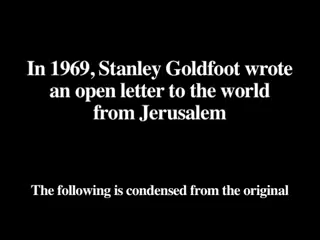 In 1969, Stanley Goldfoot wrote
an open letter to the world
from Jerusalem
The following is condensed from the original